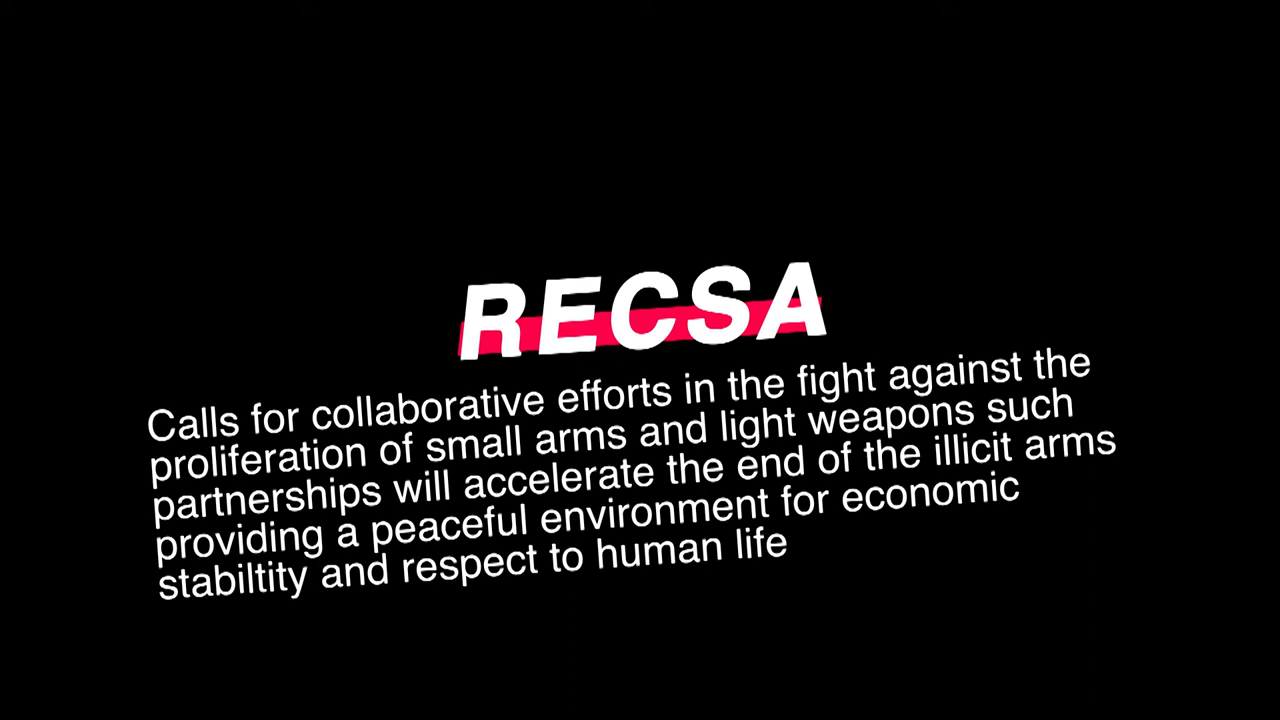 RECSA
Calls for collaborative efforts in the fight against the
proliferation of small arms and light weapons such
partnerships will accelerate the end of the illicit arms
providing a peaceful environment for economic
stabiltity and respect to human life